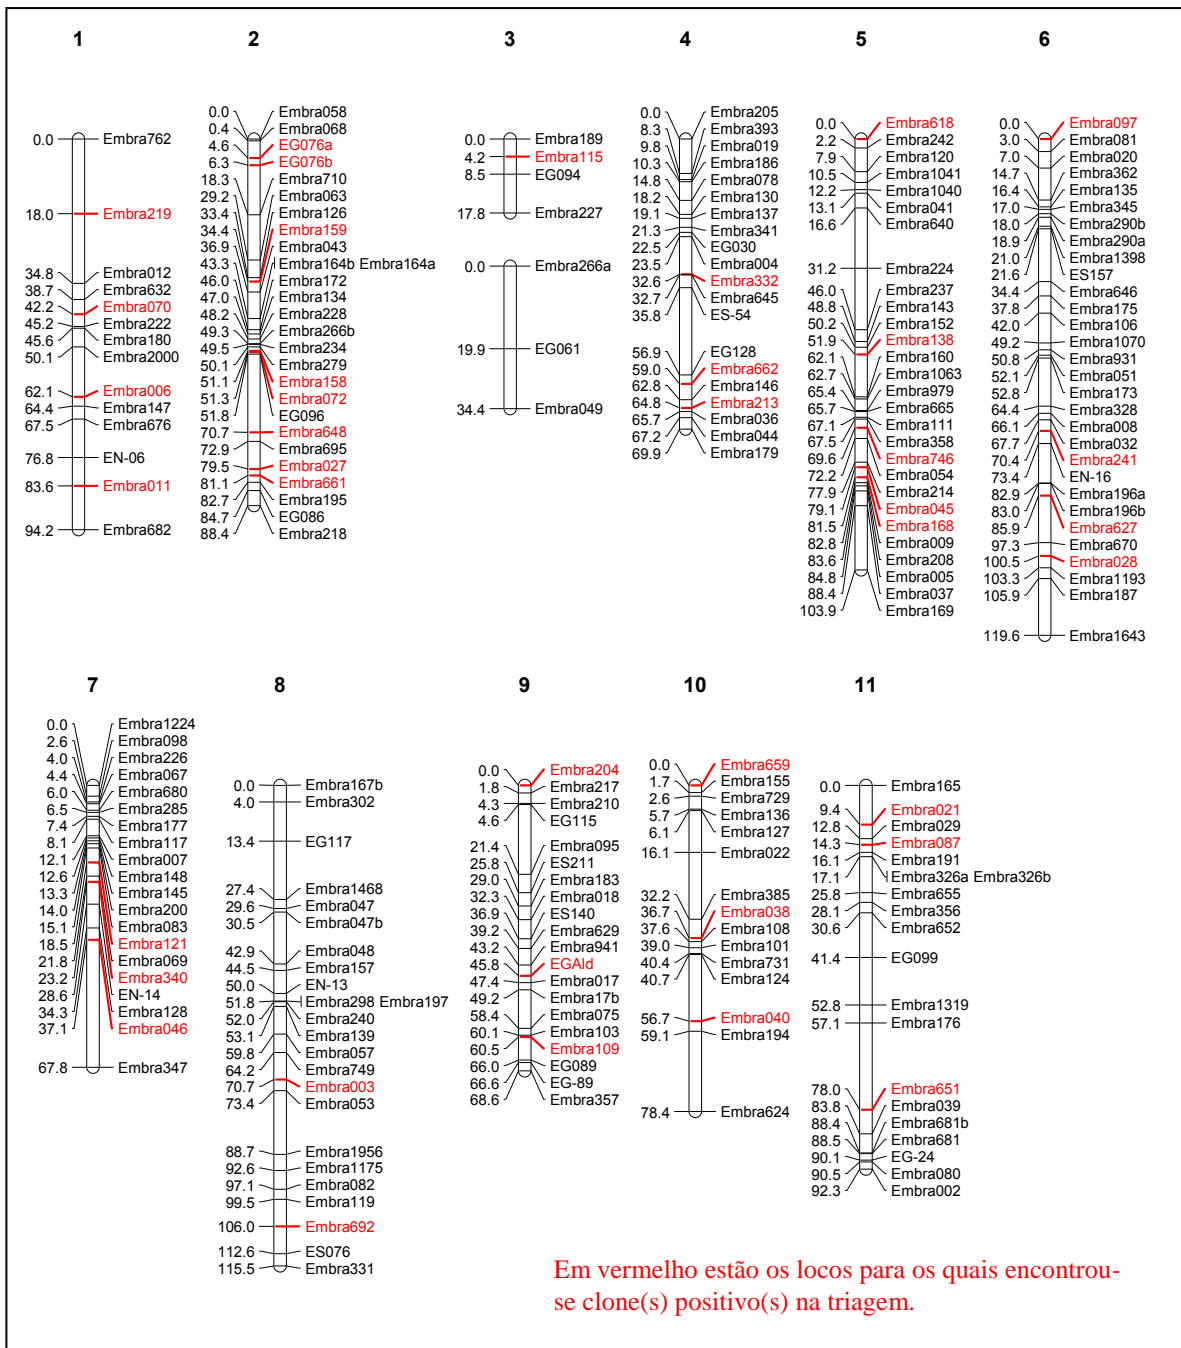 1
0.0 Embra762
18.0 Embra219
34.8 Embra012
38.7 Embra632
42.2 Embra070
45.2 Embra222
45.6 Embra180
50.1 Embra2000
62.1 Embra006
64.4 Embra147
67.5 Embra676
76.8 EN-06
83.6 Embra011
94.2 Embra682
2
0.0 Embra058
0.4 Embra068
4.6 EG076a
6.3 EG076b
18.3 Embra710
29.2 Embra063
33.4 Embra126
34.4 Embra159
36.9 Embra043
43.3 Embra164b Embra164a
46.0 Embra172
47.0 Embra134
48.2 Embra228
49.3 Embra266b
49.5 Embra234
50.1 Embra279
51.1 Embra158
51.3 Embra072
51.8 EG096
70.7 Embra648
72.9 Embra695
79.5 Embra027
81.1 Embra661
82.7 Embra195
84.7 EG086
88.4 Embra218
3
0.0 Embra189
4.2 Embra115
8.5 EG094
17.8 Embra227
0.0 Embra266a
19.9 EG061
34.4 Embra049
4
0.0 Embra205
8.3 Embra393
9.8 Embra019
10.3 Embra186
14.8 Embra078
18.2 Embra130
19.1 Embra137
21.3 Embra341
22.5 EG030
23.5 Embra004
32.6 Embra332
32.7 Embra645
35.8 ES-54
56.9 EG128
59.0 Embra662
62.8 Embra146
64.8 Embra213
65.7 Embra036
67.2 Embra044
69.9 Embra179
5
0.0 Embra618
2.2 Embra242
7.9 Embra120
10.5 Embra1041
12.2 Embra1040
13.1 Embra041
16.6 Embra640
31.2 Embra224
46.0 Embra237
48.8 Embra143
50.2 Embra152
51.9 Embra138
62.1 Embra160
62.7 Embra1063
65.4 Embra979
65.7 Embra665
67.1 Embra111
67.5 Embra358
69.6 Embra746
72.2 Embra054
77.9 Embra214
79.1 Embra045
81.5 Embra168
82.8 Embra009
83.6 Embra208
84.8 Embra005
88.4 Embra037
103.9 Embra169
6
0.0 Embra097
3.0 Embra081
7.0 Embra020
14.7 Embra362
16.4 Embra135
17.0 Embra345
18.0 Embra290b
18.9 Embra290a
21.0 Embra1398
21.6 ES157
34.4 Embra646
37.8 Embra175
42.0 Embra106
49.2 Embra1070
50.8 Embra931
52.1 Embra051
52.8 Embra173
64.4 Embra328
66.1 Embra008
67.7 Embra032
70.4 Embra241
73.4 EN-16
82.9 Embra196a
83.0 Embra196b
85.9 Embra627
97.3 Embra670
100.5 Embra028
103.3 Embra1193
105.9 Embra187
119.6 Embra1643
7
0.0 Embra1224
2.6 Embra098
4.0 Embra226
4.4 Embra067
6.0 Embra680
6.5 Embra285
7.4 Embra177
8.1 Embra117
12.1 Embra007
12.6 Embra148
13.3 Embra145
14.0 Embra200
15.1 Embra083
18.5 Embra121
21.8 Embra069
23.2 Embra340
28.6 EN-14
34.3 Embra128
37.1 Embra046
67.8 Embra347
8
0.0 Embra167b
4.0 Embra302
13.4 EG117
27.4 Embra1468
29.6 Embra047
30.5 Embra047b
42.9 Embra048
44.5 Embra157
50.0 EN-13
51.8 Embra298 Embra197
52.0 Embra240
53.1 Embra139
59.8 Embra057
64.2 Embra749
70.7 Embra003
73.4 Embra053
88.7 Embra1956
92.6 Embra1175
97.1 Embra082
99.5 Embra119
106.0 Embra692
112.6 ES076
115.5 Embra331
9
0.0 Embra204
1.8 Embra217
4.3 Embra210
4.6 EG115
21.4 Embra095
25.8 ES211
29.0 Embra183
32.3 Embra018
36.9 ES140
39.2 Embra629
43.2 Embra941
45.8 EGAld
47.4 Embra017
49.2 Embra17b
58.4 Embra075
60.1 Embra103
60.5 Embra109
66.0 EG089
66.6 EG-89
68.6 Embra357
10
0.0 Embra659
1.7 Embra155
2.6 Embra729
5.7 Embra136
6.1 Embra127
16.1 Embra022
32.2 Embra385
36.7 Embra038
37.6 Embra108
39.0 Embra101
40.4 Embra731
40.7 Embra124
56.7 Embra040
59.1 Embra194
78.4 Embra624
11
0.0 Embra165
9.4 Embra021
12.8 Embra029
14.3 Embra087
16.1 Embra191
17.1 Embra326a Embra326b
25.8 Embra655
28.1 Embra356
30.6 Embra652
41.4 EG099
52.8 Embra1319
57.1 Embra176
78.0 Embra651
83.8 Embra039
88.4 Embra681b
88.5 Embra681
90.1 EG-24
90.5 Embra080
92.3 Embra002
Em vermelho estão os locos para os quais encontrou-
se clone(s) positivo(s) na triagem.